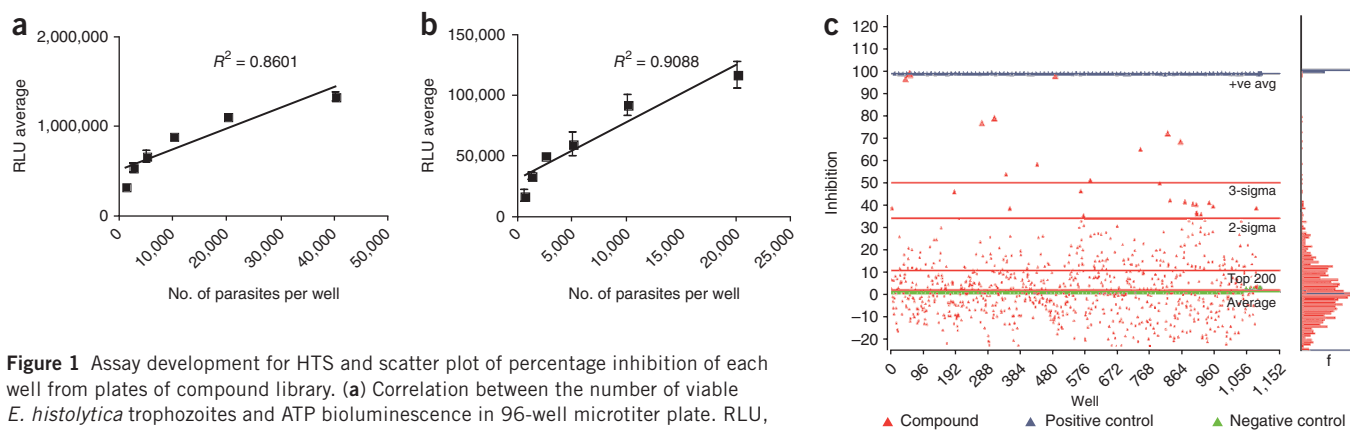 a
2,000,000
1,000,000
0
RLU average
R² = 0.8601
0
10,000
20,000
30,000
40,000
50,000
No. of parasites per well
b
150,000
100,000
50,000
0
RLU average
R² = 0.9088
0
5,000
10,000
15,000
20,000
25,000
No. of parasites per well
c
120
110
100
90
80
70
60
50
40
30
20
10
0
−10
−20
Inhibition
+ve avg
3-sigma
2-sigma
Top 200
Average
0
96
192
288
384
480
576
672
768
864
960
1,056
1,152
Well
f
Compound
Positive control
Negative control
Figure 1 Assay development for HTS and scatter plot of percentage inhibition of each
well from plates of compound library. (a) Correlation between the number of viable
E. histolytica trophozoites and ATP bioluminescence in 96-well microtiter plate. RLU,